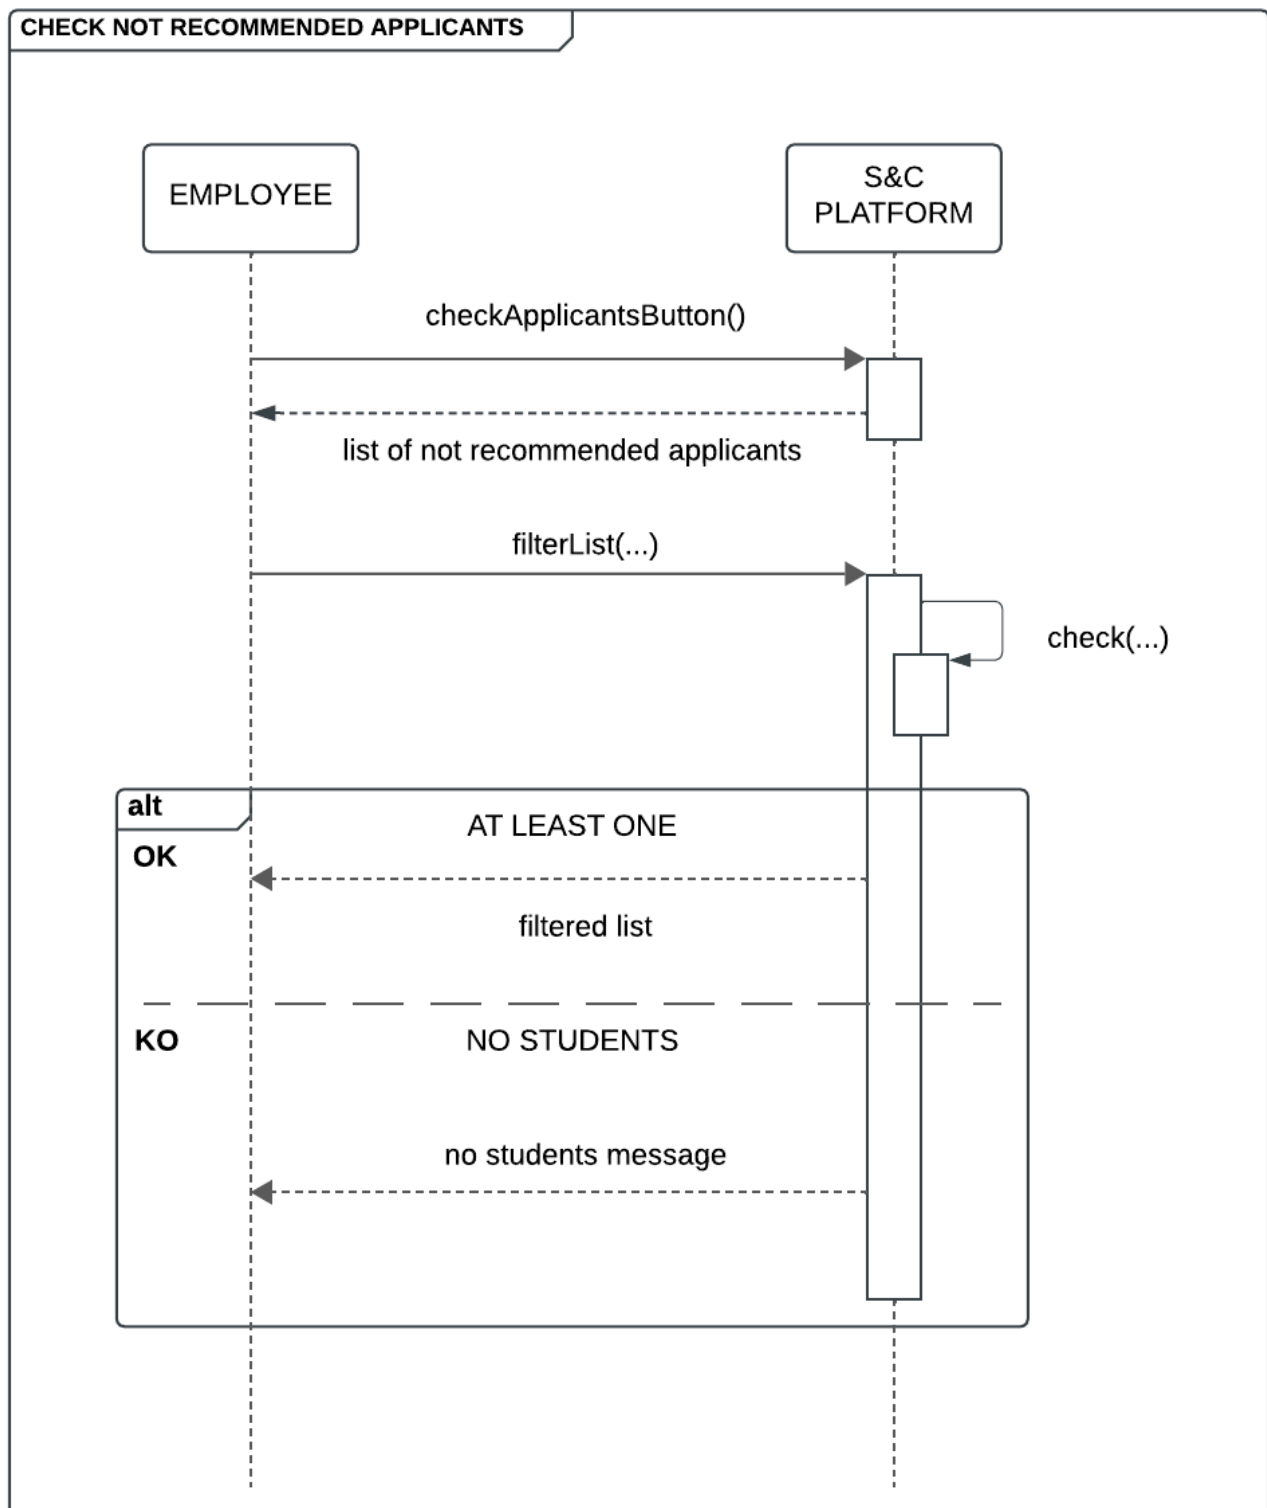 CHECK NOT RECOMMENDED APPLICANTS
EMPLOYEE
S&C
PLATFORM
checkApplicantsButton()
list of not recommended applicants
filterList(...)
check(...)
alt
AT LEAST ONE
OK
filtered list
KO
NO STUDENTS
no students message